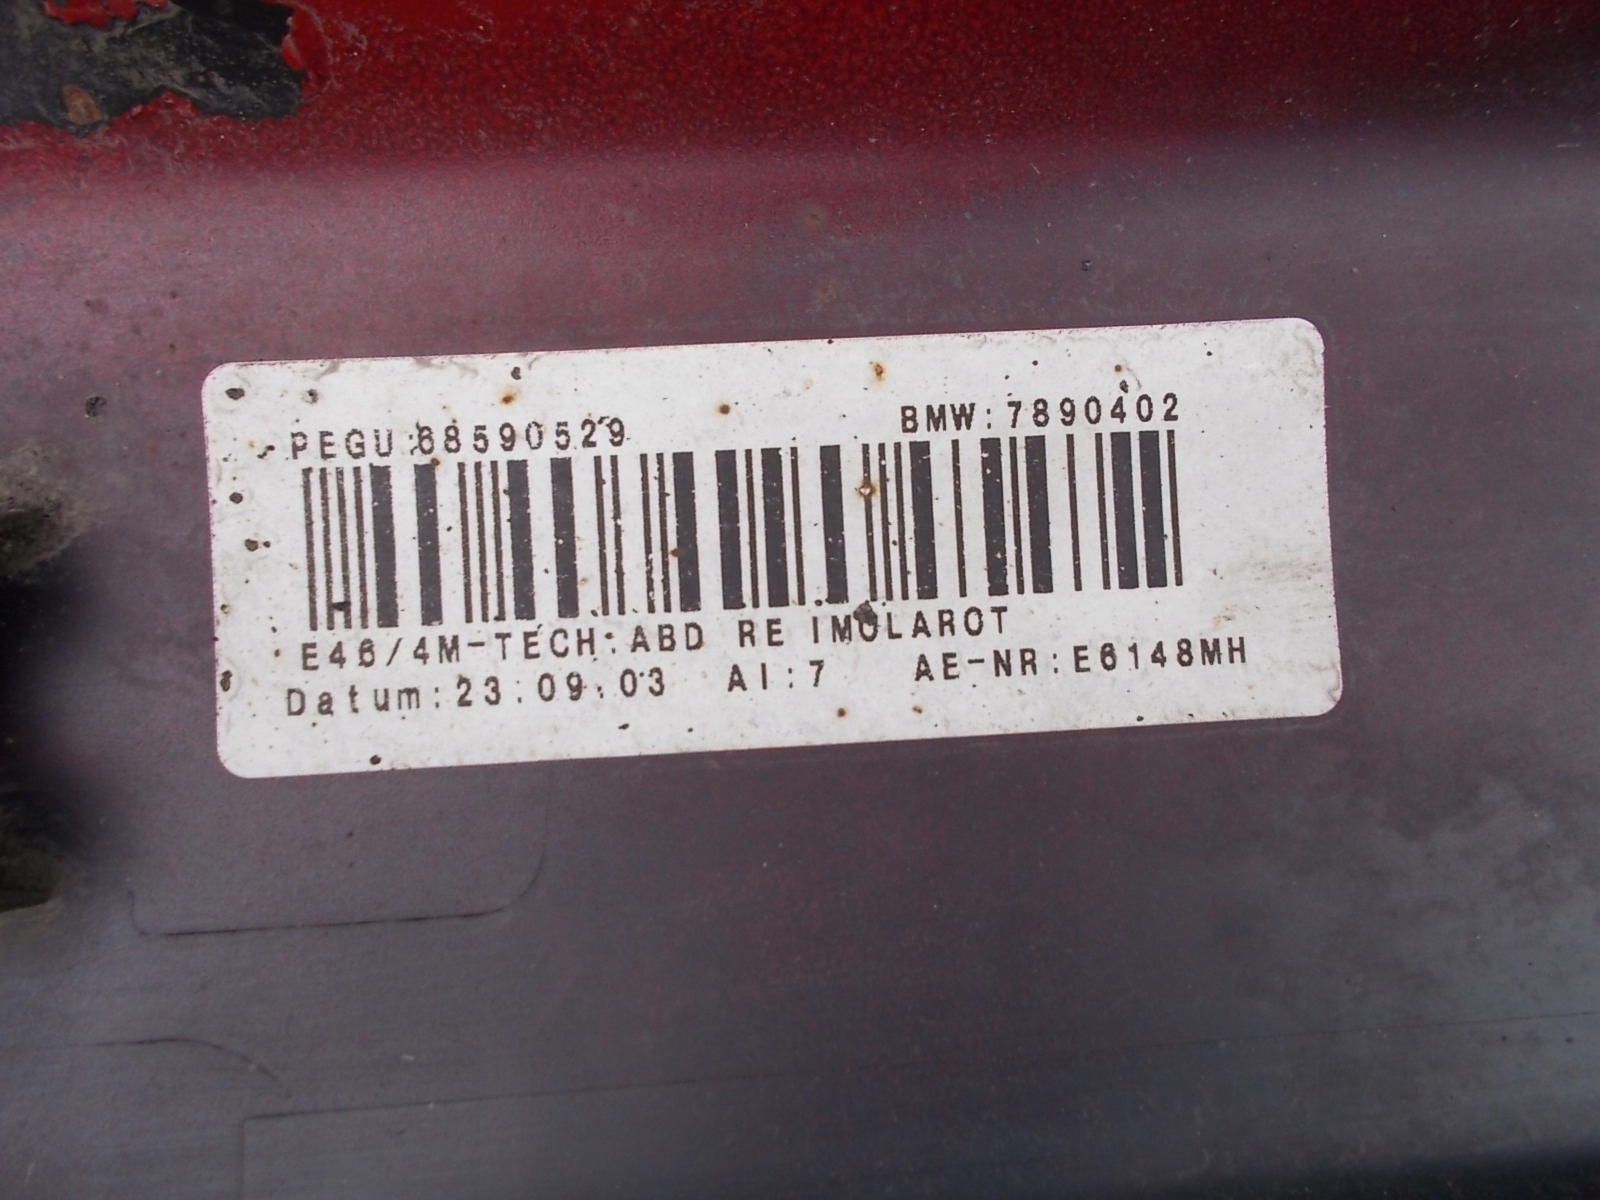 PEGU:68590529 BMW:7890402
E46/4M-TECH:ABD RE IMOLAROT
Datum:23.09.03 AI:7 AE-NR:E6148MH